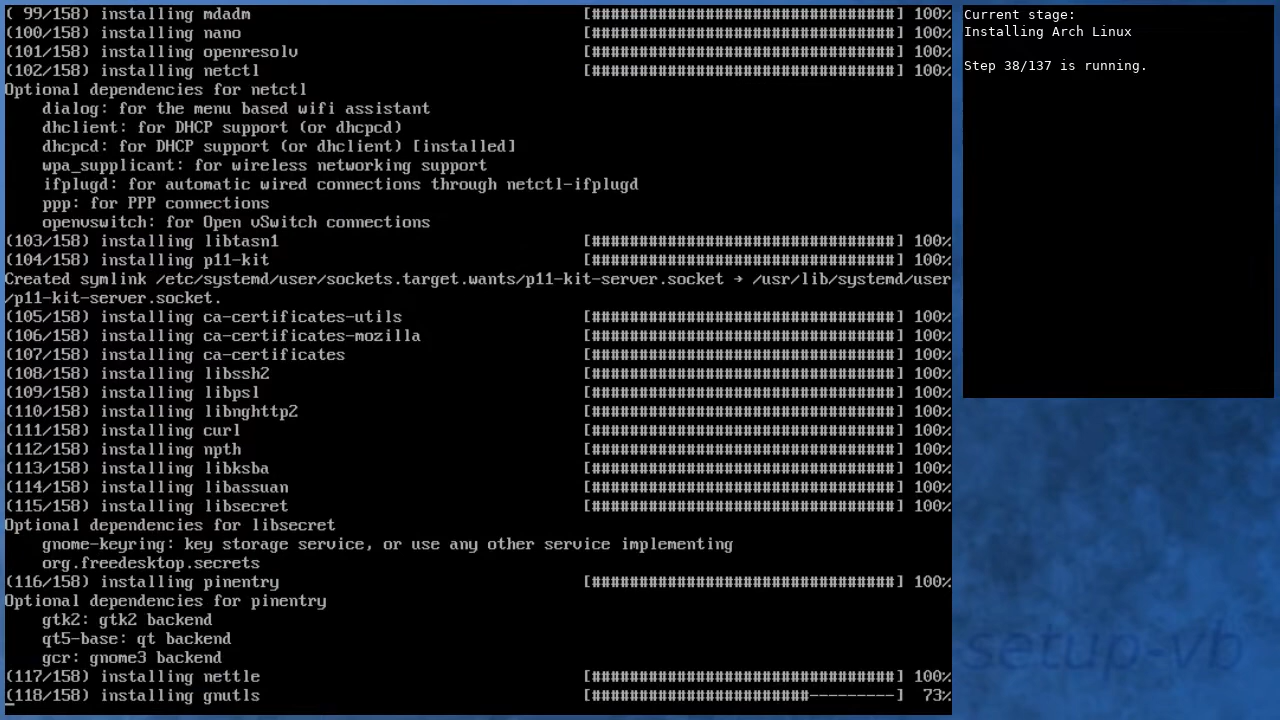 ( 99/158) installing mdadm [################################] 100%
(100/158) installing nano [################################] 100%
(101/158) installing openresolv [################################] 100%
(102/158) installing netctl [################################] 100%
Optional dependencies for netctl
dialog: for the menu based wifi assistant
dhclient: for DHCP support (or dhcpcd)
dhcpcd: for DHCP support (or dhclient) [installed]
wpa_supplicant: for wireless networking support
ifplugd: for automatic wired connections through netctl-ifplugd
ppp: for PPP connections
openvswitch: for Open vSwitch connections
(103/158) installing libtasn1 [################################] 100%
(104/158) installing p11-kit [################################] 100%
Created symlink /etc/systemd/user/sockets.target.wants/p11-kit-server.socket → /usr/lib/systemd/user
/p11-kit-server.socket.
(105/158) installing ca-certificates-utils [################################] 100%
(106/158) installing ca-certificates-mozilla [################################] 100%
(107/158) installing ca-certificates [################################] 100%
(108/158) installing libssh2 [################################] 100%
(109/158) installing libpsl [################################] 100%
(110/158) installing libnghttp2 [################################] 100%
(111/158) installing curl [################################] 100%
(112/158) installing npth [################################] 100%
(113/158) installing libksba [################################] 100%
(114/158) installing libassuan [################################] 100%
(115/158) installing libsecret [################################] 100%
Optional dependencies for libsecret
gnome-keyring: key storage service, or use any other service implementing
org.freedesktop.secrets
(116/158) installing pinentry [################################] 100%
Optional dependencies for pinentry
gtk2: gtk2 backend
qt5-base: qt backend
gcr: gnome3 backend
(117/158) installing nettle [################################] 100%
(118/158) installing gnutls [#######################---------] 73%
Current stage:
Installing Arch Linux
Step 38/137 is running.
setup-vb